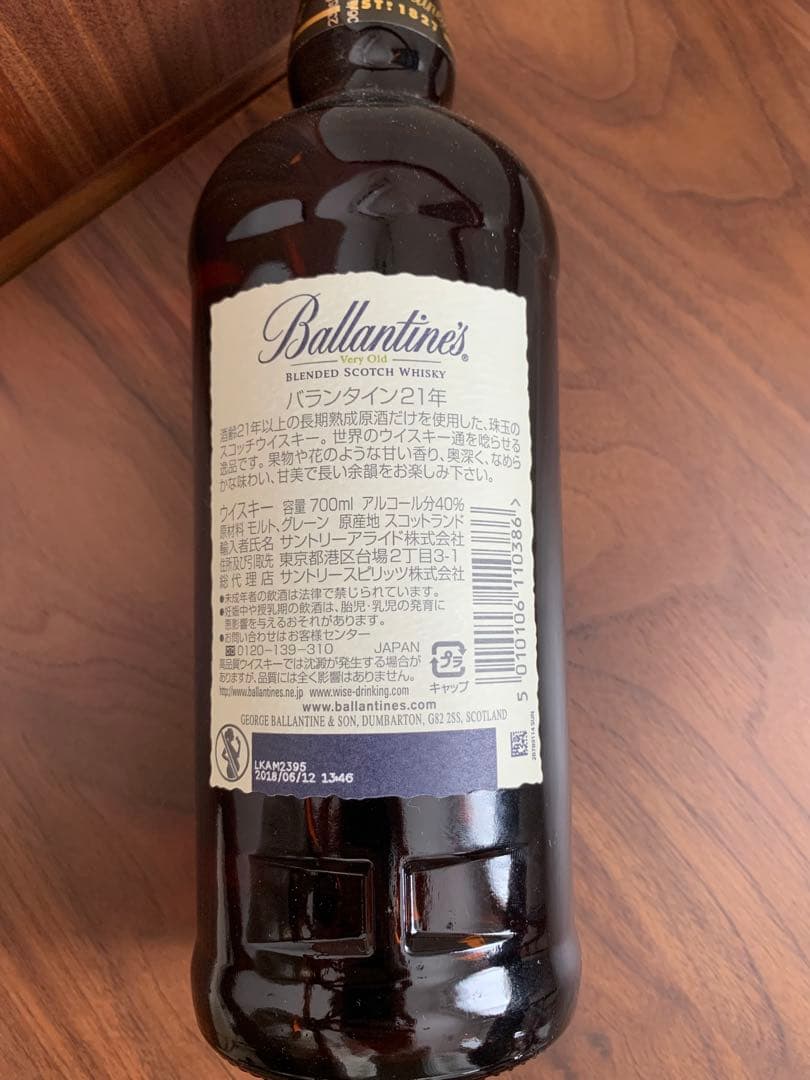 ST? 1827
Ballantine's
Very Old
BLENDED SCOTCH WHISKY
バランタイン21年
酒齢21年以上の長期熟成原酒だけを使用した、珠玉の
スコッチウイスキー。世界のウイスキー通を唸らせる
逸品です。果物や花のような甘い香り、奥深く、なめら
かな味わい、甘美で長い余韻をお楽しみ下さい。
ウイスキー 容量 700ml アルコール分40%
原材料 モルト、グレーン 原産地 スコットランド
輸入者氏名 サントリーアライド株式会社
住所及び引取先 東京都港区台場2丁目3-1
総代理店 サントリースピリッツ株式会社
●未成年者の飲酒は法律で禁じられています。
●妊娠中や授乳期の飲酒は、胎児・乳児の発育に
悪影響を与えるおそれがあります。
●お問い合わせはお客様センター
0120-139-310 JAPAN
高品質ウイスキーでは沈澱が発生する場合が
ありますが、品質には全く影響はありません。
http://www.ballantines.ne.jp www.wise-drinking.com
プラ
キャップ
www.ballantines.com
GEORGE BALLANTINE & SON, DUMBARTON, G82 2SS, SCOTLAND
LKAM2395
2018/06/12 13:46
5 010106 110386 >